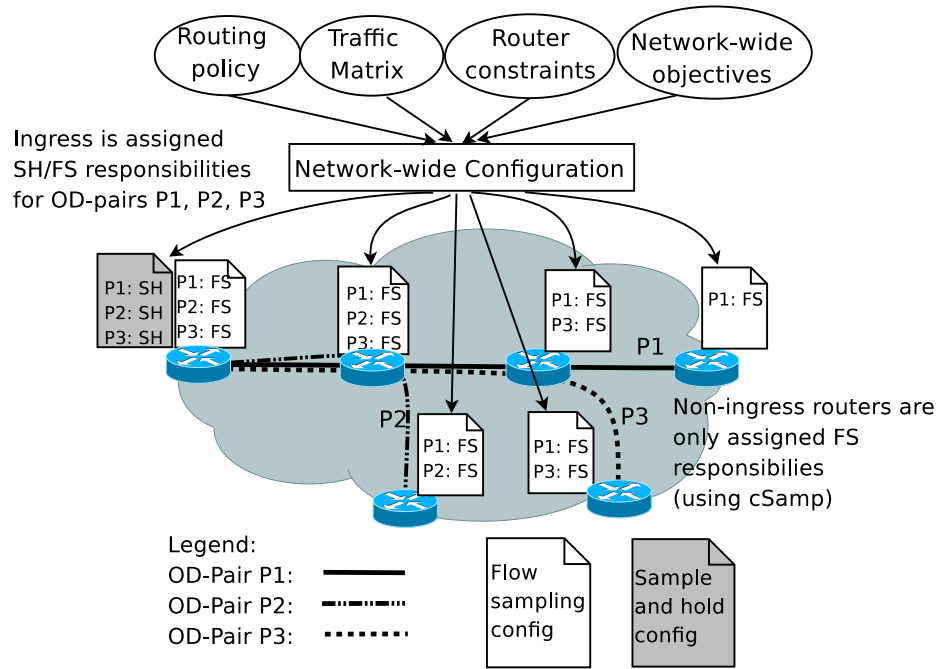 Routing
policy
Traffic
Matrix
Router
constraints
Network-wide
objectives
Ingress is assigned
SH/FS responsibilities
for OD-pairs P1, P2, P3
Network-wide Configuration
P1: SH
P2: SH
P3: SH
P1: FS
P2: FS
P3: FS
P1: FS
P2: FS
P3: FS
P1: FS
P3: FS
P1: FS
P1
P2
P3
P1: FS
P2: FS
P1: FS
P3: FS
Non-ingress routers are
only assigned FS
responsibilies
(using cSamp)
Legend:
OD-Pair P1:
OD-Pair P2:
OD-Pair P3:
Flow
sampling
config
Sample
and hold
config